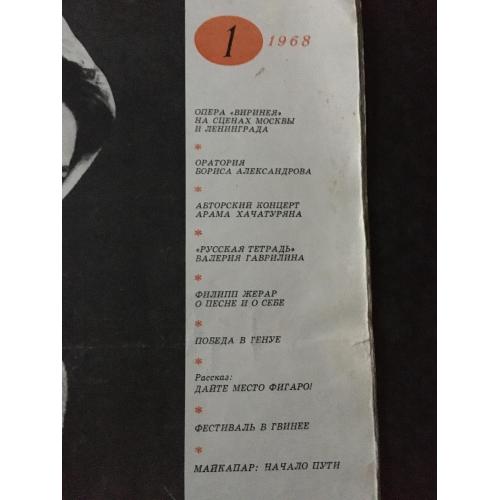 1 1968
ОПЕРА «ВИРИНЕЯ»
НА СЦЕНАХ МОСКВЫ
И ЛЕНИНГРАДА
*
ОРАТОРИЯ
БОРИСА АЛЕКСАНДРОВА
*
АВТОРСКИЙ КОНЦЕРТ
АРАМА ХАЧАТУРЯНА
*
«РУССКАЯ ТЕТРАДЬ»
ВАЛЕРИЯ ГАВРИЛИНА
*
ФИЛИПП ЖЕРАР
О ПЕСНЕ И О СЕБЕ
*
ПОБЕДА В ГЕНУЕ
*
Рассказ:
ДАЙТЕ МЕСТО ФИГАРО!
*
ФЕСТИВАЛЬ В ГВИНЕЕ
*
МАЙКАПАР: НАЧАЛО ПУТИ